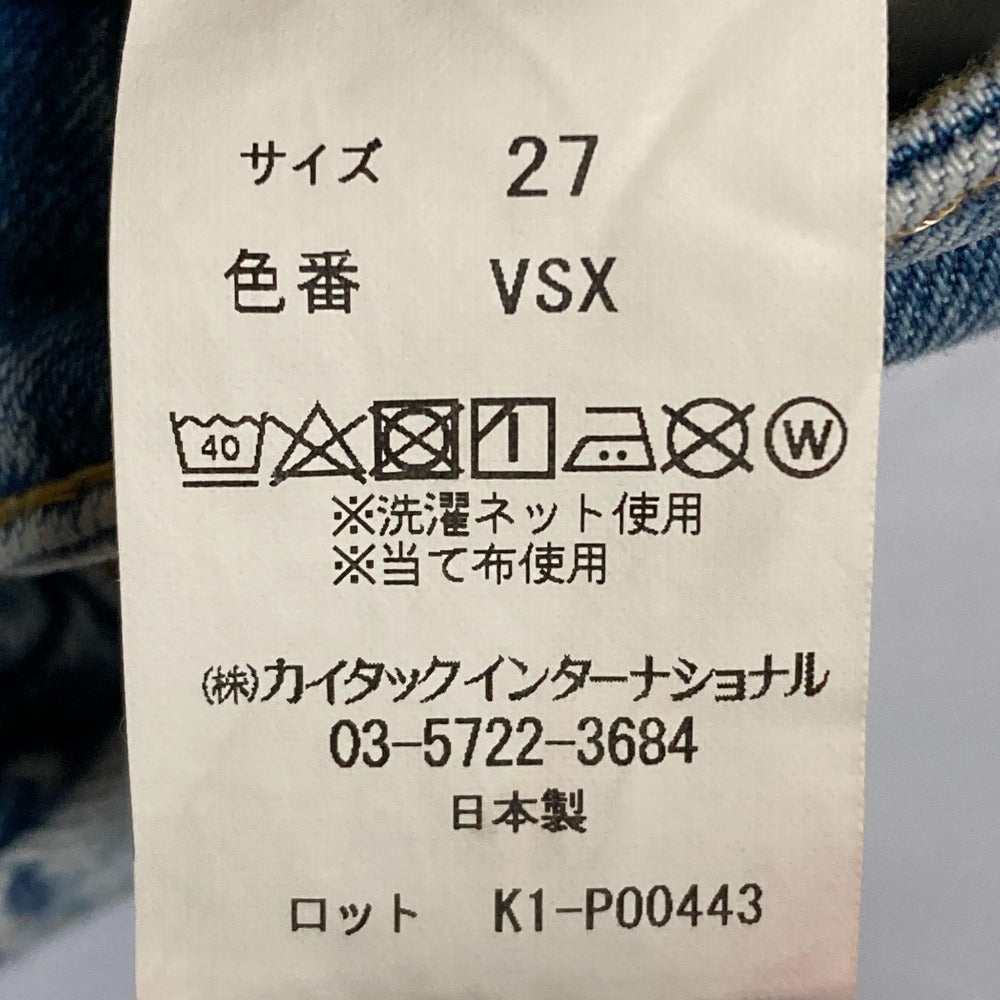 サイズ 27
色番 VSX
40 W
※洗濯ネット使用
※当て布使用
(株)カイタックインターナショナル
03-5722-3684
日本製
ロット K1-P00443